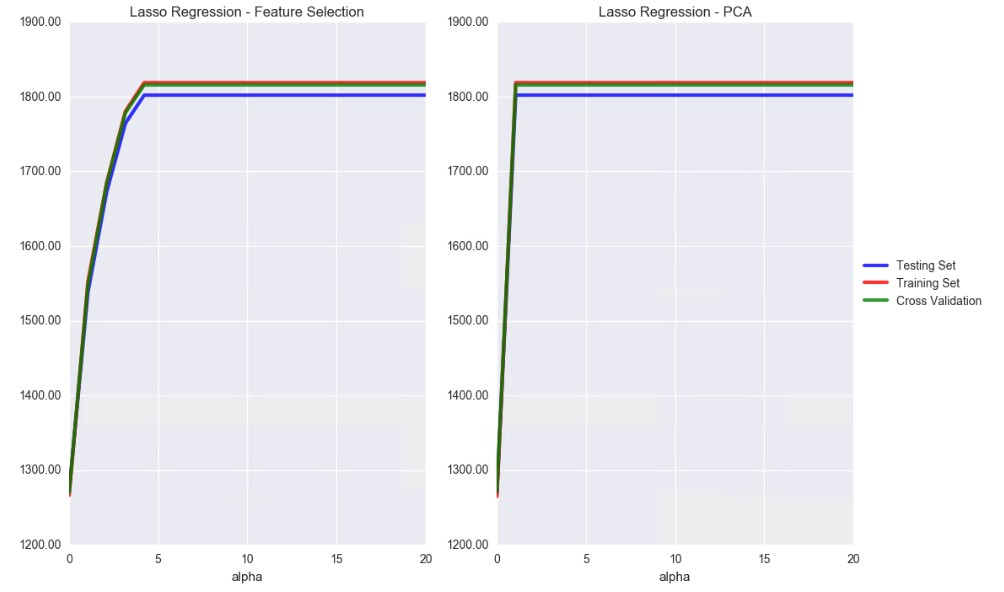 Lasso Regression - Feature Selection
1900.00
1800.00
1700.00
1600.00
1500.00
1400.00
1300.00
1200.00
0 5 10 15 20
alpha
Lasso Regression - PCA
1900.00
1800.00
1700.00
1600.00
1500.00
1400.00
1300.00
1200.00
0 5 10 15 20
alpha
Testing Set
Training Set
Cross Validation